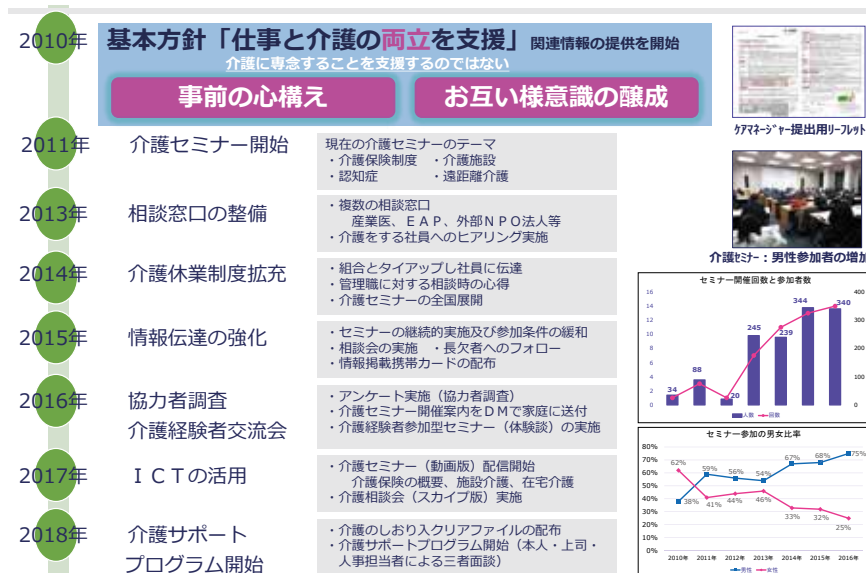 2010年
基本方針「仕事と介護の両立を支援」 関連情報の提供を開始
介護に専念することを支援するのではない
事前の心構え
お互い様意識の醸成
ケアマネージャー提出用リーフレット
2011年 介護セミナー開始
現在の介護セミナーのテーマ
・介護保険制度 ・介護施設
・認知症 ・遠距離介護
介護セミナー：男性参加者の増加
2013年 相談窓口の整備
・複数の相談窓口
産業医、ＥＡＰ、外部ＮＰＯ法人等
・介護をする社員へのヒアリング実施
2014年 介護休業制度拡充
・組合とタイアップし社員に伝達
・管理職に対する相談時の心得
・介護セミナーの全国展開
2015年 情報伝達の強化
・セミナーの継続的実施及び参加条件の緩和
・相談会の実施 ・長欠者へのフォロー
・情報掲載携帯カードの配布
2016年 協力者調査
介護経験者交流会
・アンケート実施（協力者調査）
・介護セミナー開催案内をＤＭで家庭に送付
・介護経験者参加型セミナー（体験談）の実施
2017年 ＩＣＴの活用
・介護セミナー（動画版）配信開始
介護保険の概要、施設介護、在宅介護
・介護相談会（スカイプ版）実施
2018年 介護サポート
プログラム開始
・介護のしおり入クリアファイルの配布
・介護サポートプログラム開始（本人・上司・
人事担当者による三者面談）
セミナー開催回数と参加者数
16 14 12 10 8 6 4 2 0
400 300 200 100 0
34 88 20 245 239 344 340
人数 回数
セミナー参加の男女比率
80% 70% 60% 50% 40% 30% 20% 10% 0%
38% 59% 56% 54% 67% 68% 75%
62% 41% 44% 46% 33% 32% 25%
2010年 2011年 2012年 2013年 2014年 2015年 2016年
男性 女性